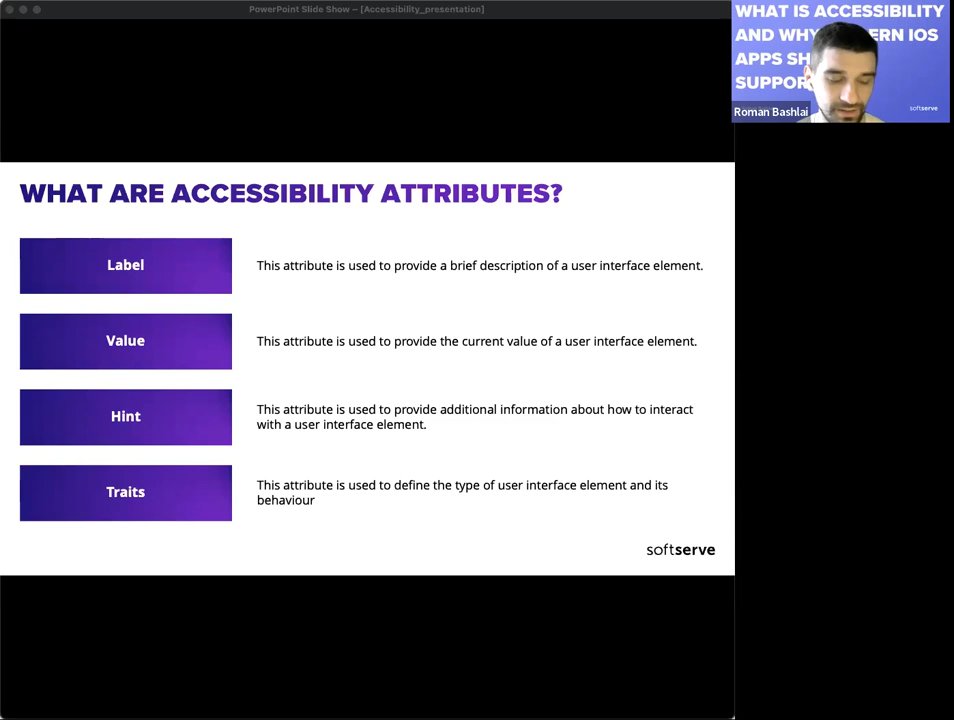 PowerPoint Slide Show – [Accessibility_presentation]
WHAT IS ACCESSIBILITY
AND WHY ERN IOS
APPS SH
SUPPOR
Roman Bashlai
softserve
WHAT ARE ACCESSIBILITY ATTRIBUTES?
Label
This attribute is used to provide a brief description of a user interface element.
Value
This attribute is used to provide the current value of a user interface element.
Hint
This attribute is used to provide additional information about how to interact
with a user interface element.
Traits
This attribute is used to define the type of user interface element and its
behaviour
softserve